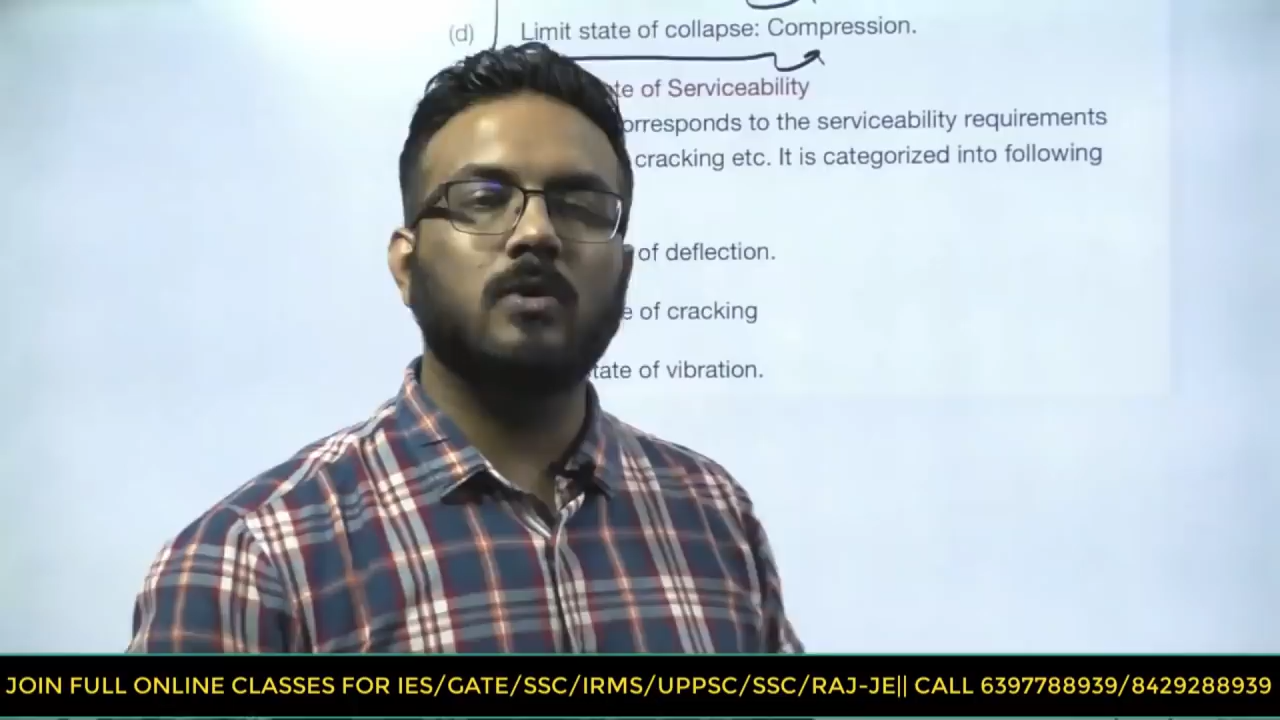 (d) Limit state of collapse: Compression.
te of Serviceability
orresponds to the serviceability requirements
cracking etc. It is categorized into following
of deflection.
e of cracking
tate of vibration.
JOIN FULL ONLINE CLASSES FOR IES/GATE/SSC/IRMS/UPPSC/SSC/RAJ-JE|| CALL 6397788939/8429288939